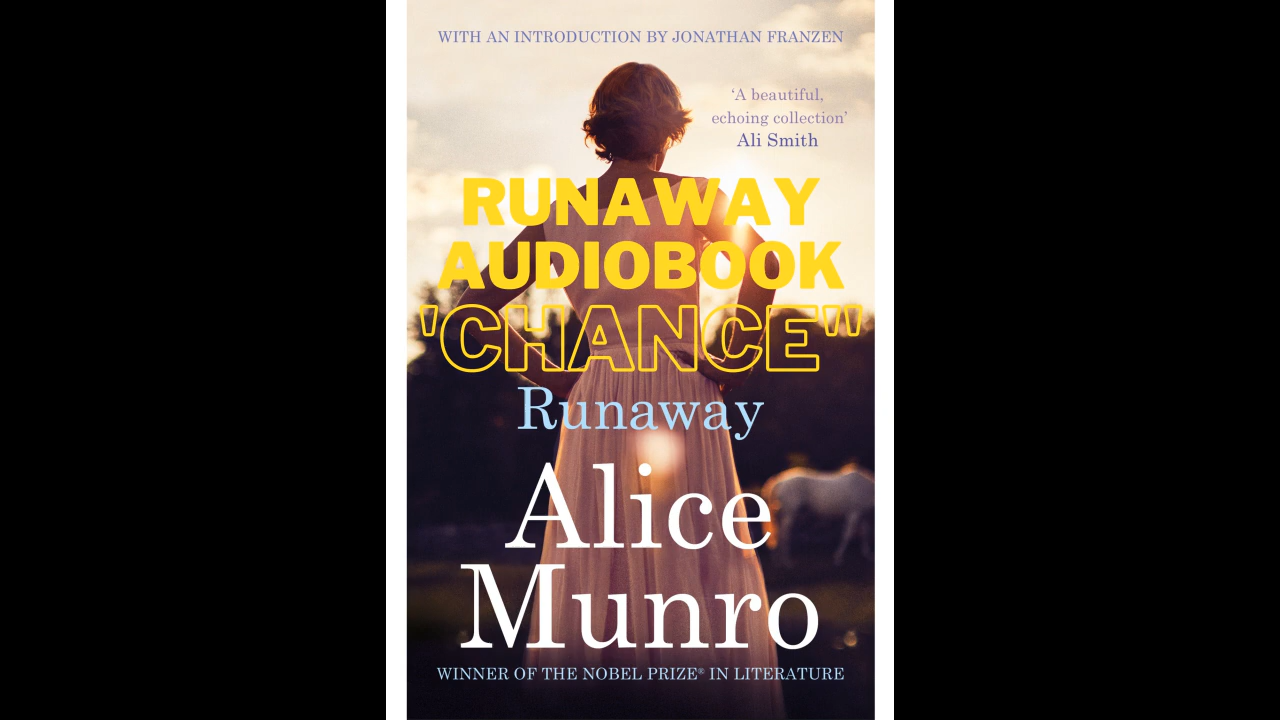 WITH AN INTRODUCTION BY JONATHAN FRANZEN
‘A beautiful,
echoing collection’
Ali Smith
RUNAWAY
AUDIOBOOK
'CHANCE"
Runaway
Alice
Munro
WINNER OF THE NOBEL PRIZE® IN LITERATURE